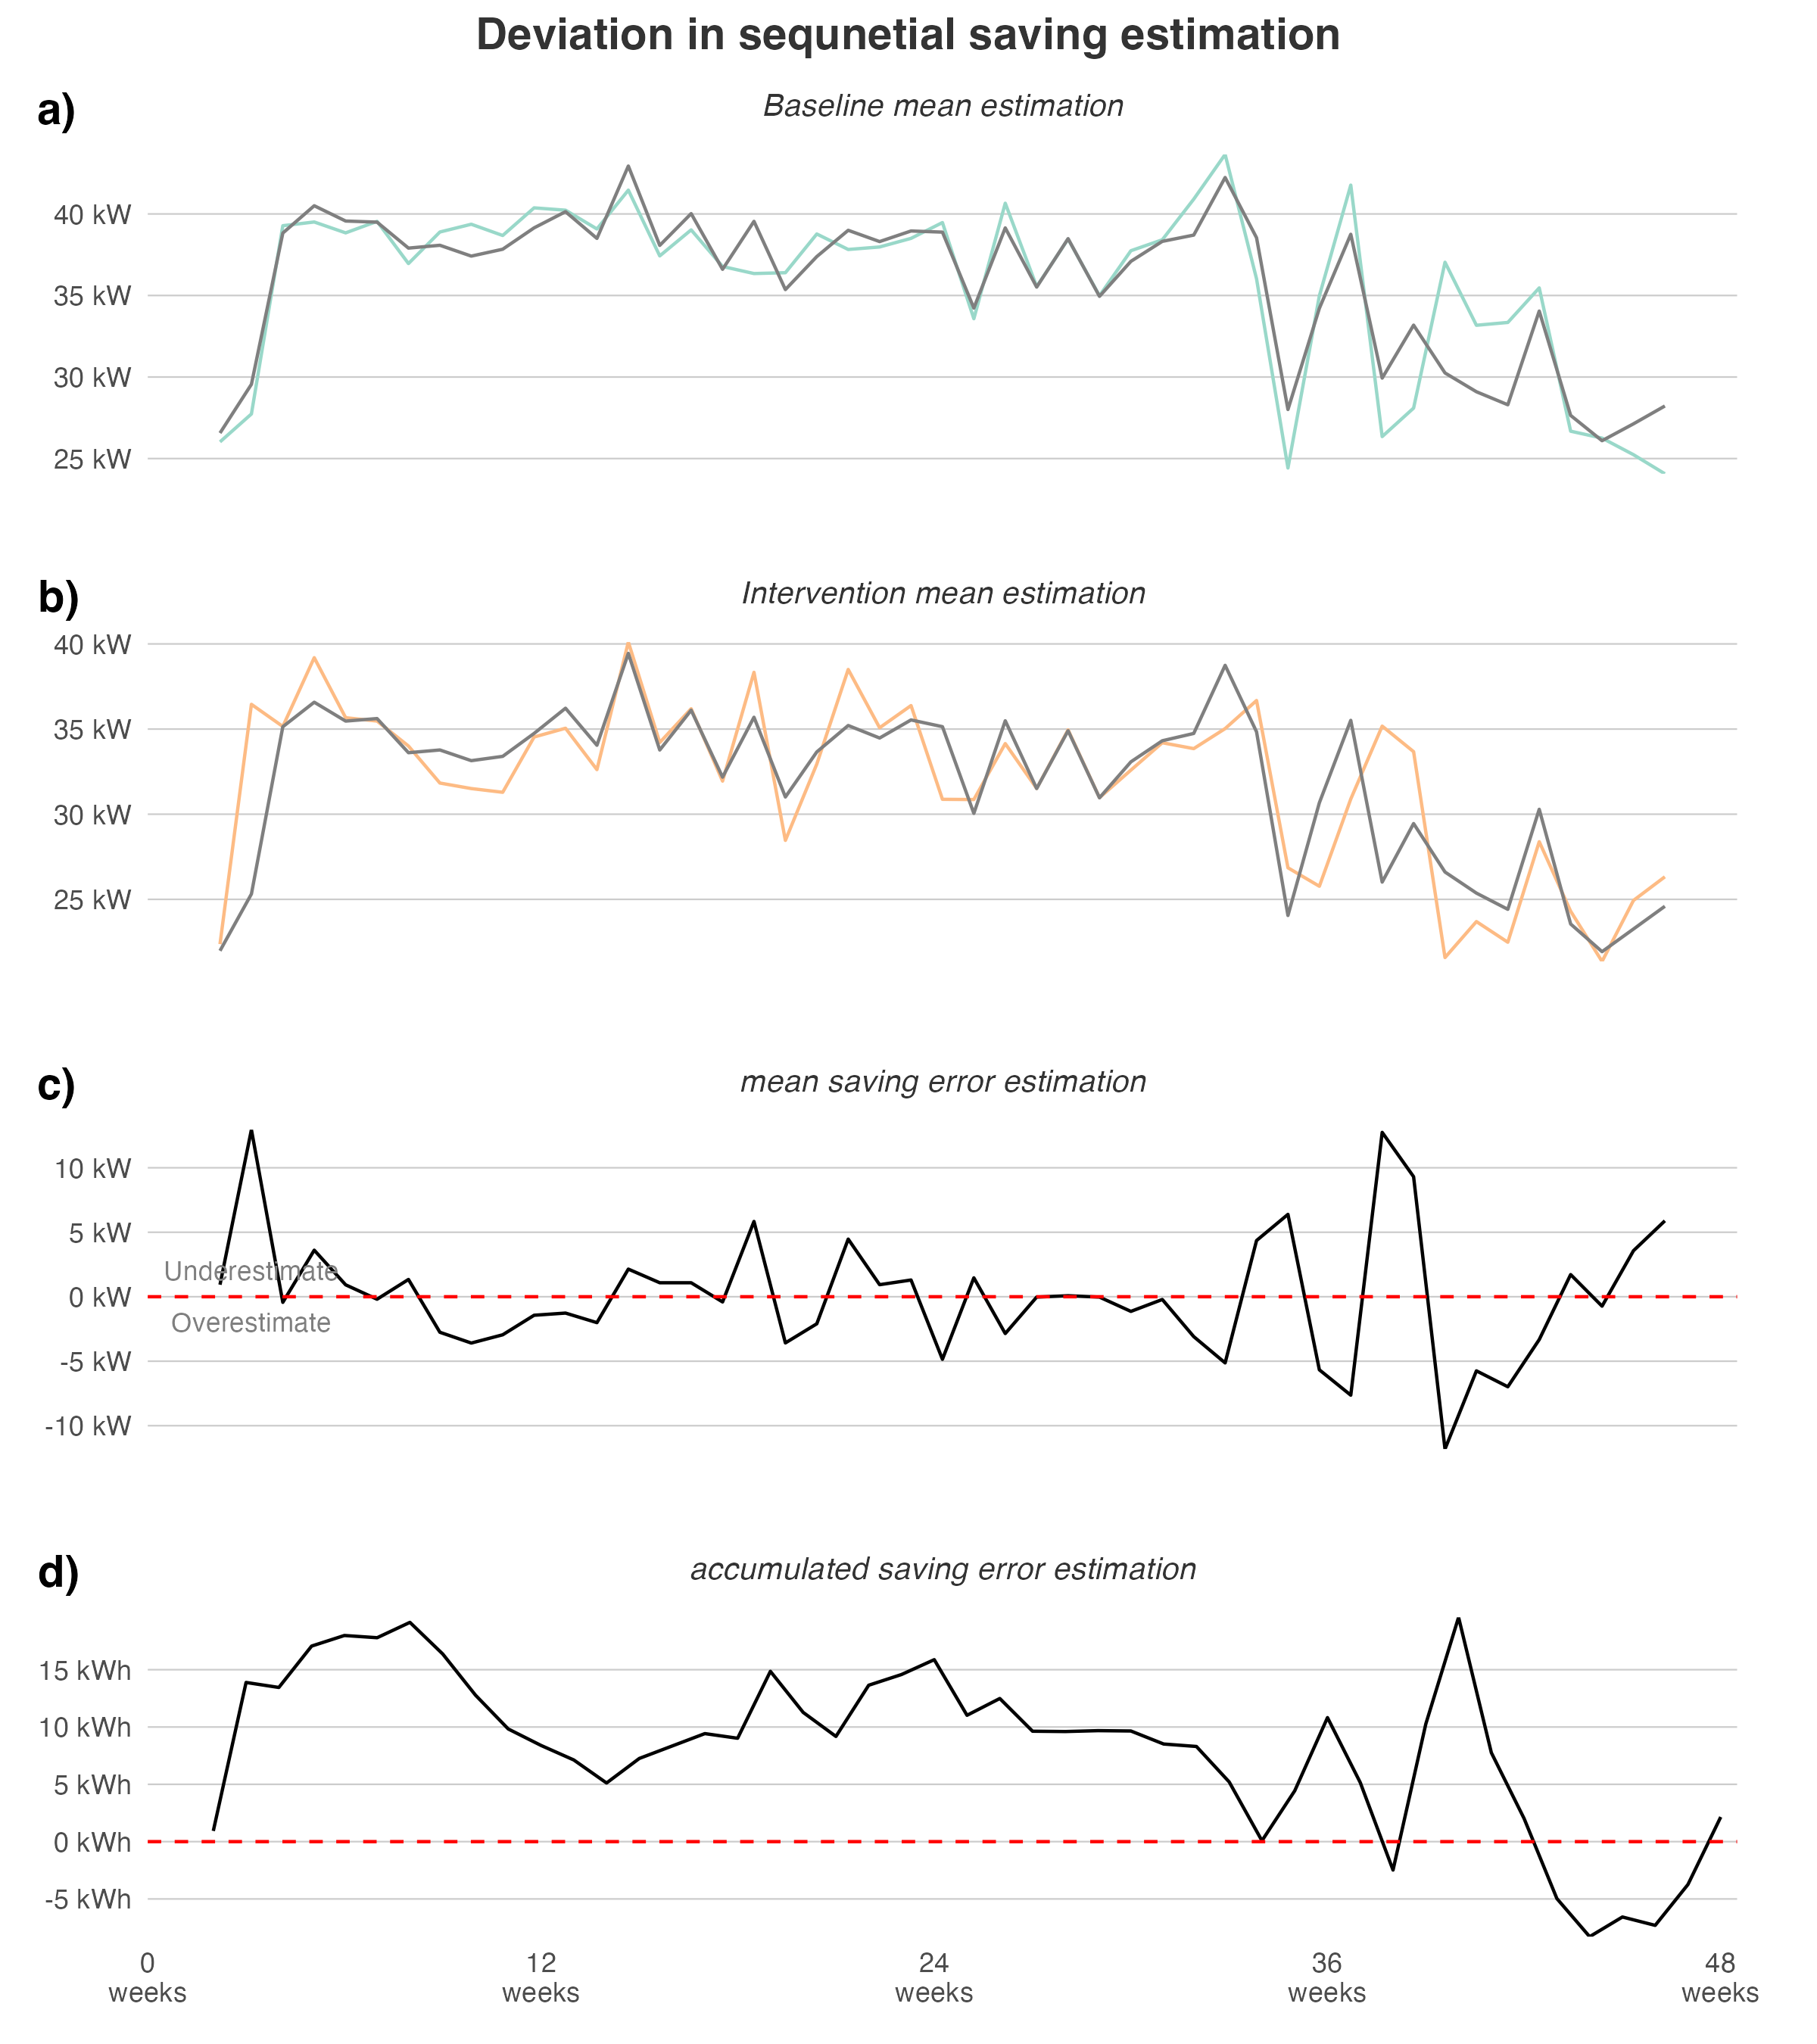 Deviation in sequnetial saving estimation
a)
Baseline mean estimation
40 kW
35 kW
30 kW
25 kW
b)
Intervention mean estimation
40 kW
35 kW
30 kW
25 kW
c)
mean saving error estimation
10 kW
5 kW
Underestimate
0 kW
Overestimate
-5 kW
-10 kW
d)
accumulated saving error estimation
15 kWh
10 kWh
5 kWh
0 kWh
-5 kWh
0 12 24 36 48
weeks weeks weeks weeks weeks